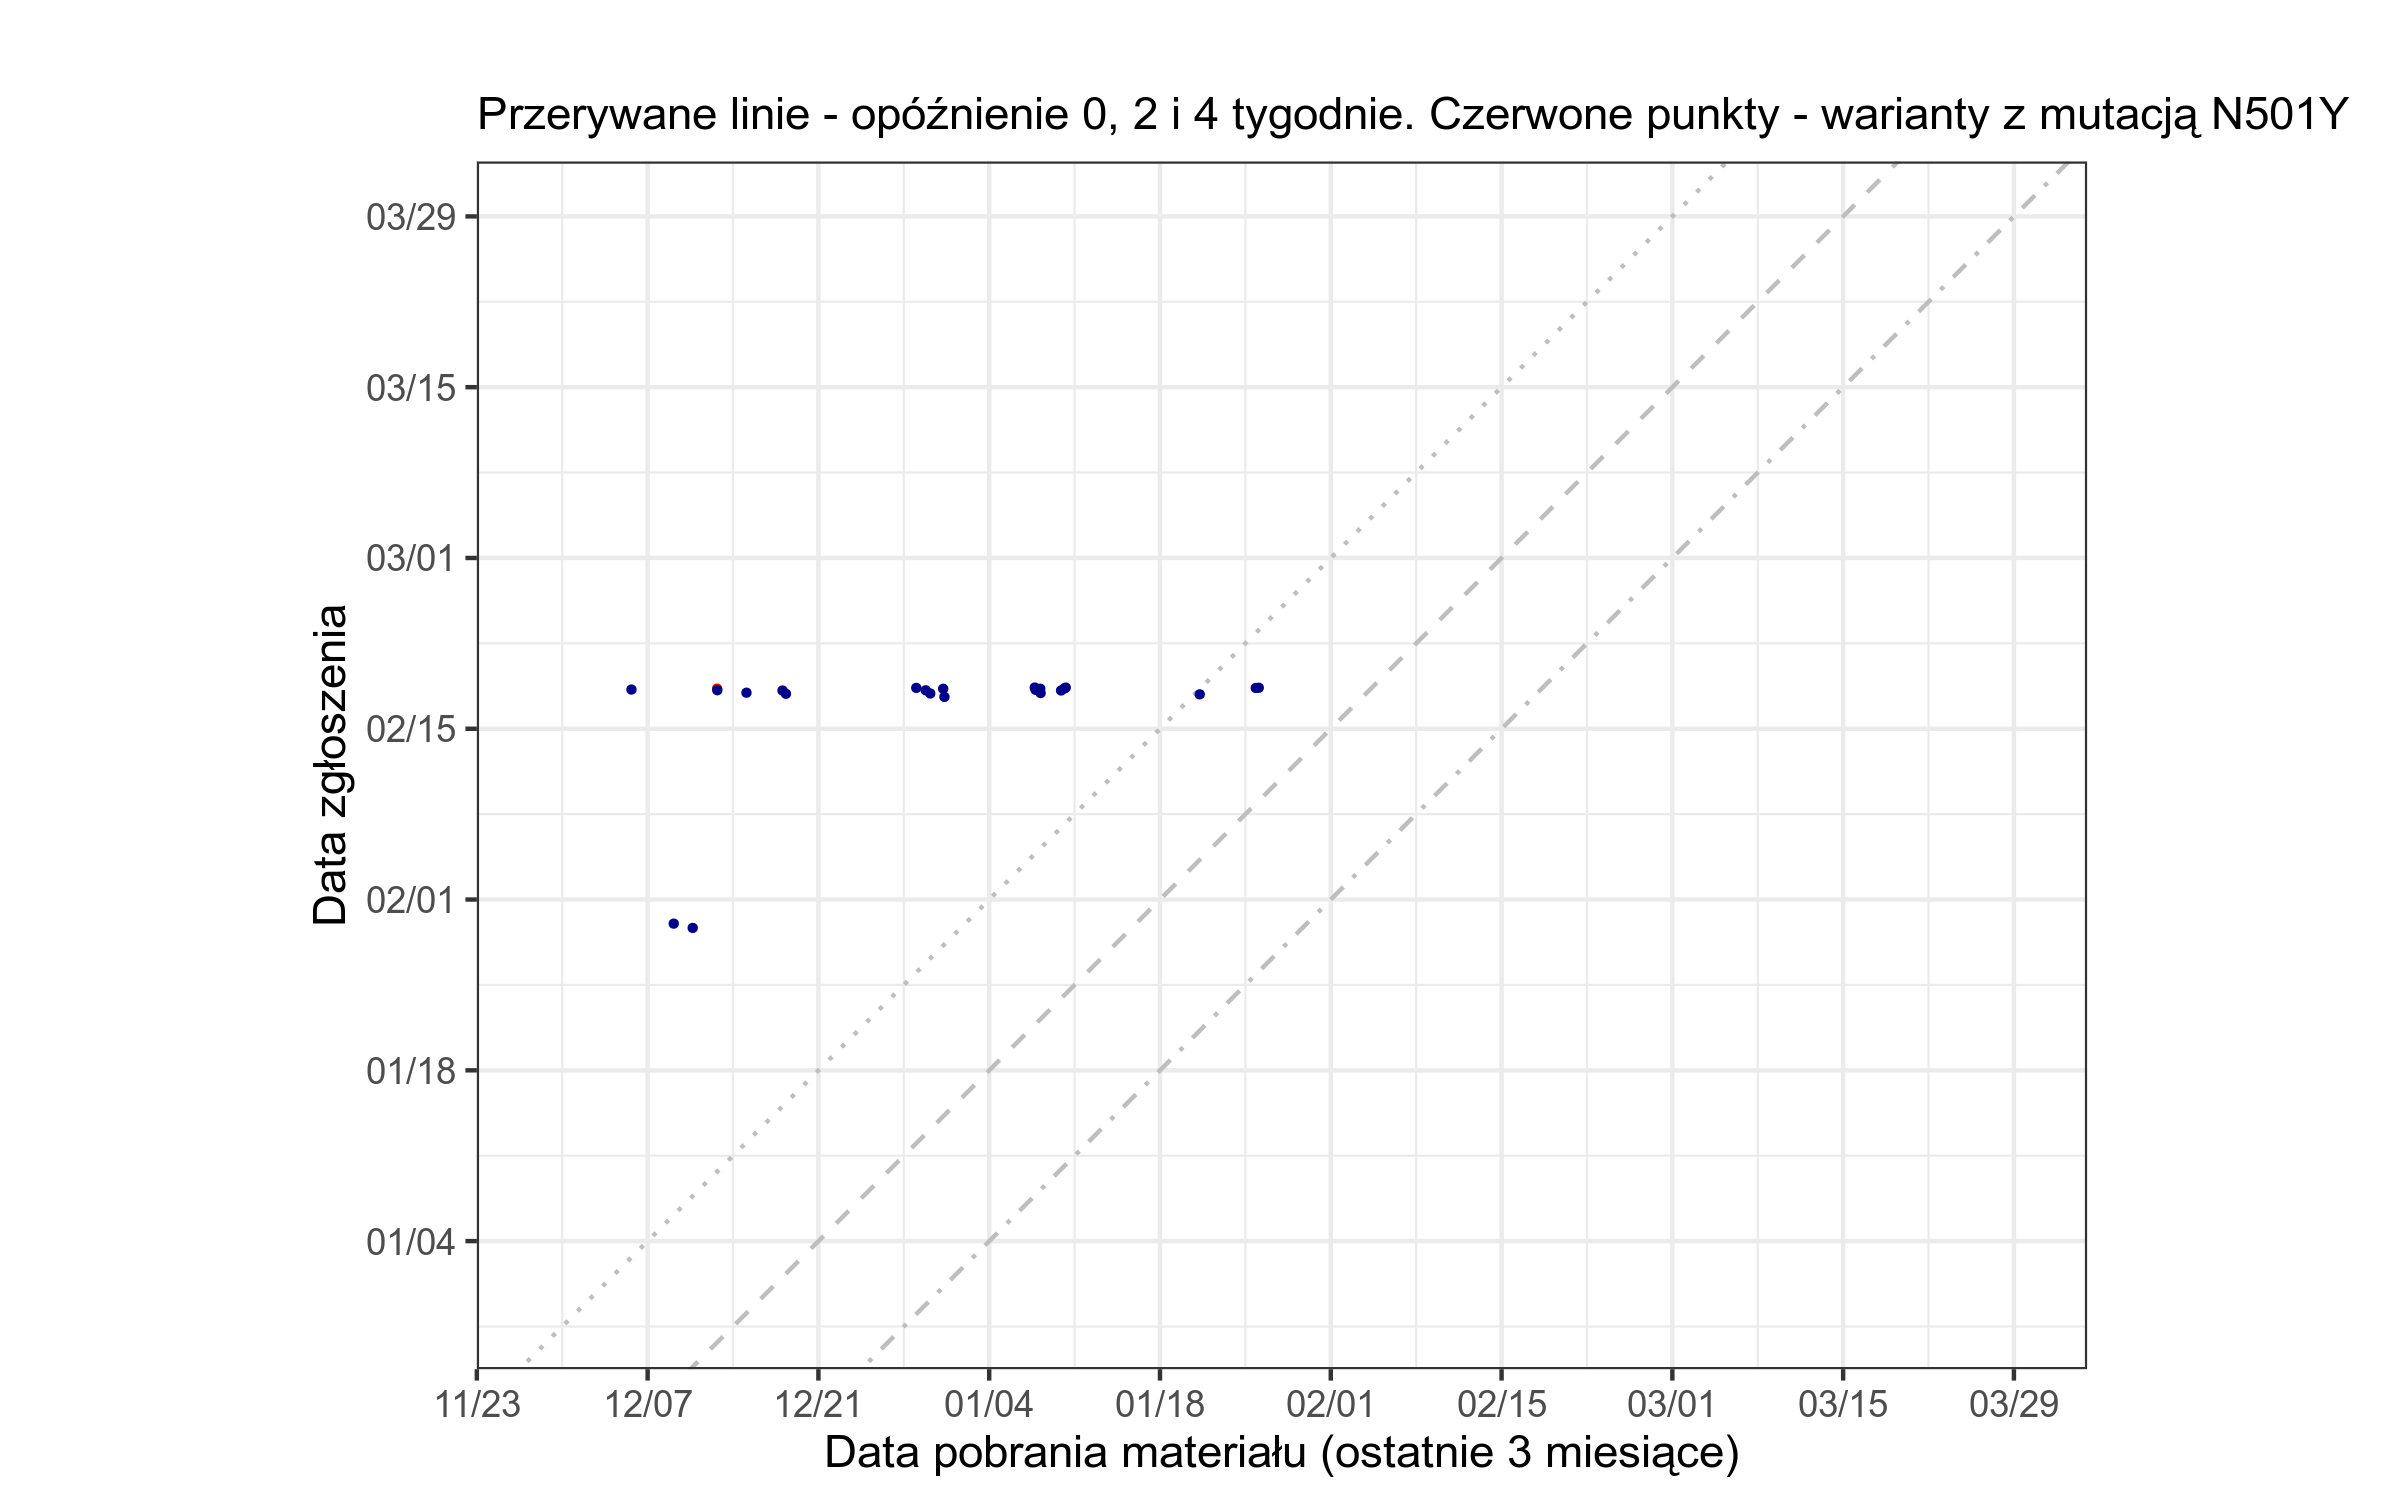 Przerywane linie - opóźnienie 0, 2 i 4 tygodnie. Czerwone punkty - warianty z mutacją N501Y
Data zgłoszenia
03/29
03/15
03/01
02/15
02/01
01/18
01/04
11/23 12/07 12/21 01/04 01/18 02/01 02/15 03/01 03/15 03/29
Data pobrania materiału (ostatnie 3 miesiące)